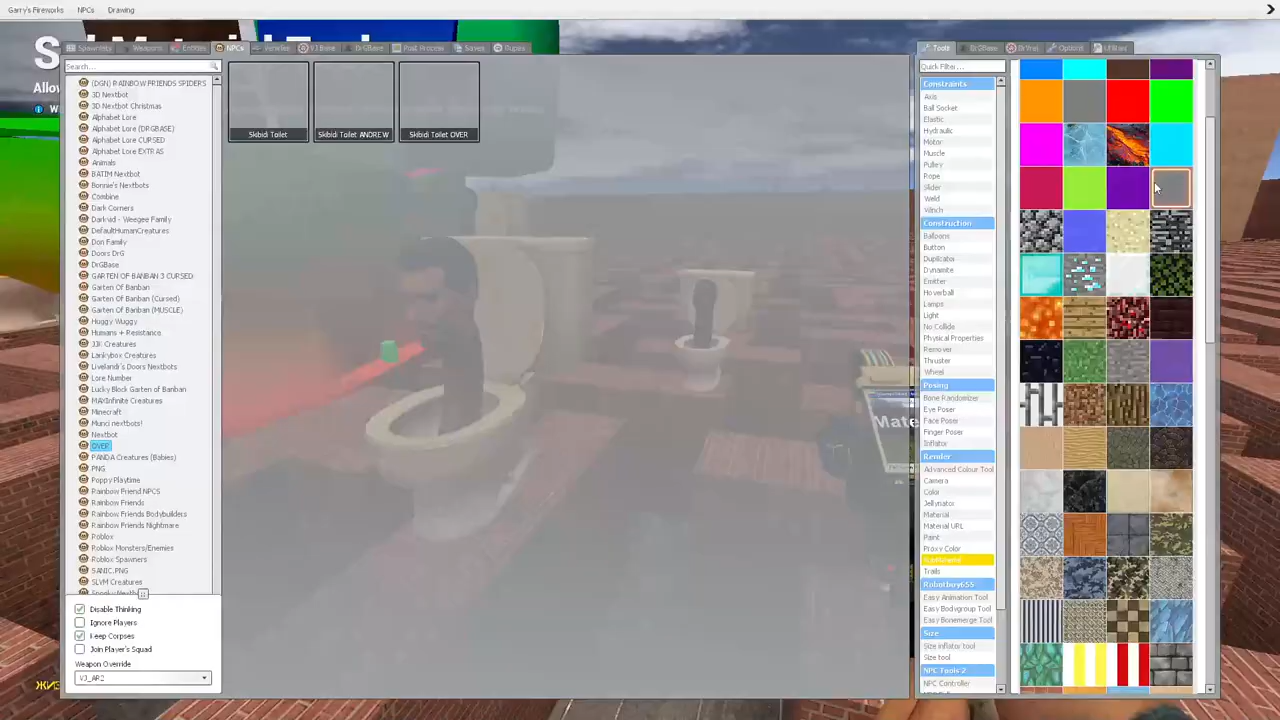 Garry's Fireworks NPCs Drawing
Spawnlists Weapons Entities NPCs Vehicles VJ Base DrGBase Post Process Saves Dupes
Tools DrGBase DrVrej Options Utilities
Search...
(DGN) RAINBOW FRIENDS SPIDERS
3D Nextbot
3D Nextbot Christmas
Alphabet Lore
Alphabet Lore (DRGBASE)
Alphabet Lore CURSED
Alphabet Lore EXTRAS
Animals
BATIM Nextbot
Bonnie's Nextbots
Combine
Dark Corners
Darkvid - Weegee Family
DefaultHumanCreatures
Don Family
Doors DrG
DrGBase
GARTEN OF BANBAN 3 CURSED
Garten Of Banban
Garten Of Banban (Cursed)
Garten Of Banban (MUSCLE)
Huggy Wuggy
Humans + Resistance
JJK Creatures
Lankybox Creatures
Livelandr's Doors Nextbots
Lore Number
Lucky Block Garten of Banban
MAXInfinite Creatures
Minecraft
Munci nextbots!
Nextbot
OVER
PANDA Creatures (Babies)
PNG
Poppy Playtime
Rainbow Friend NPCS
Rainbow Friends
Rainbow Friends Bodybuilders
Rainbow Friends Nightmare
Roblox
Roblox Monsters/Enemies
Roblox Spawners
SANIC.PNG
SLVM Creatures
Disable Thinking
Ignore Players
Keep Corpses
Join Player's Squad
Weapon Override
VJ_AR2
Skibidi Toilet
Skibidi Toilet ANDREW
Skibidi Toilet OVER
Quick Filter...
Constraints
Axis
Ball Socket
Elastic
Hydraulic
Motor
Muscle
Pulley
Rope
Slider
Weld
Winch
Construction
Balloons
Button
Duplicator
Dynamite
Emitter
Hoverball
Lamps
Light
No Collide
Physical Properties
Remover
Thruster
Wheel
Posing
Bone Randomizer
Eye Poser
Face Poser
Finger Poser
Inflator
Render
Advanced Colour Tool
Camera
Color
Jellynator
Material
Material URL
Paint
Proxy Color
SubMaterial
Trails
Robotboy655
Easy Animation Tool
Easy Bodygroup Tool
Easy Bonemerge Tool
Size
Size inflator tool
Size tool
NPC Tools 2
NPC Controller
Allow
Mate